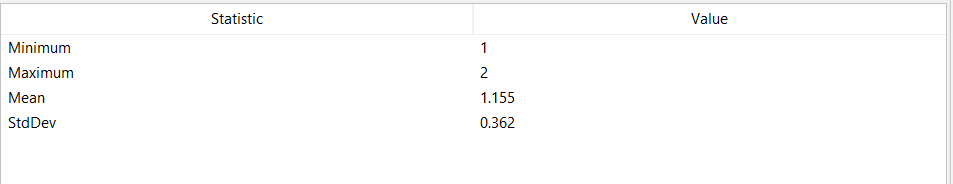 Statistic Value
Minimum 1
Maximum 2
Mean 1.155
StdDev 0.362